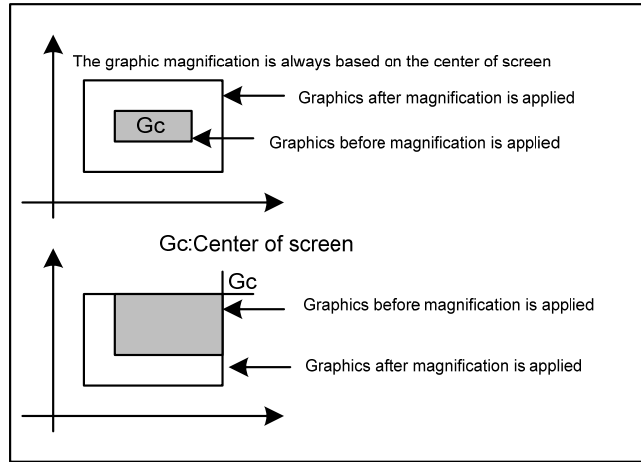 The graphic magnification is always based on the center of screen
Graphics after magnification is applied
Gc
Graphics before magnification is applied
Gc:Center of screen
Gc
Graphics before magnification is applied
Graphics after magnification is applied